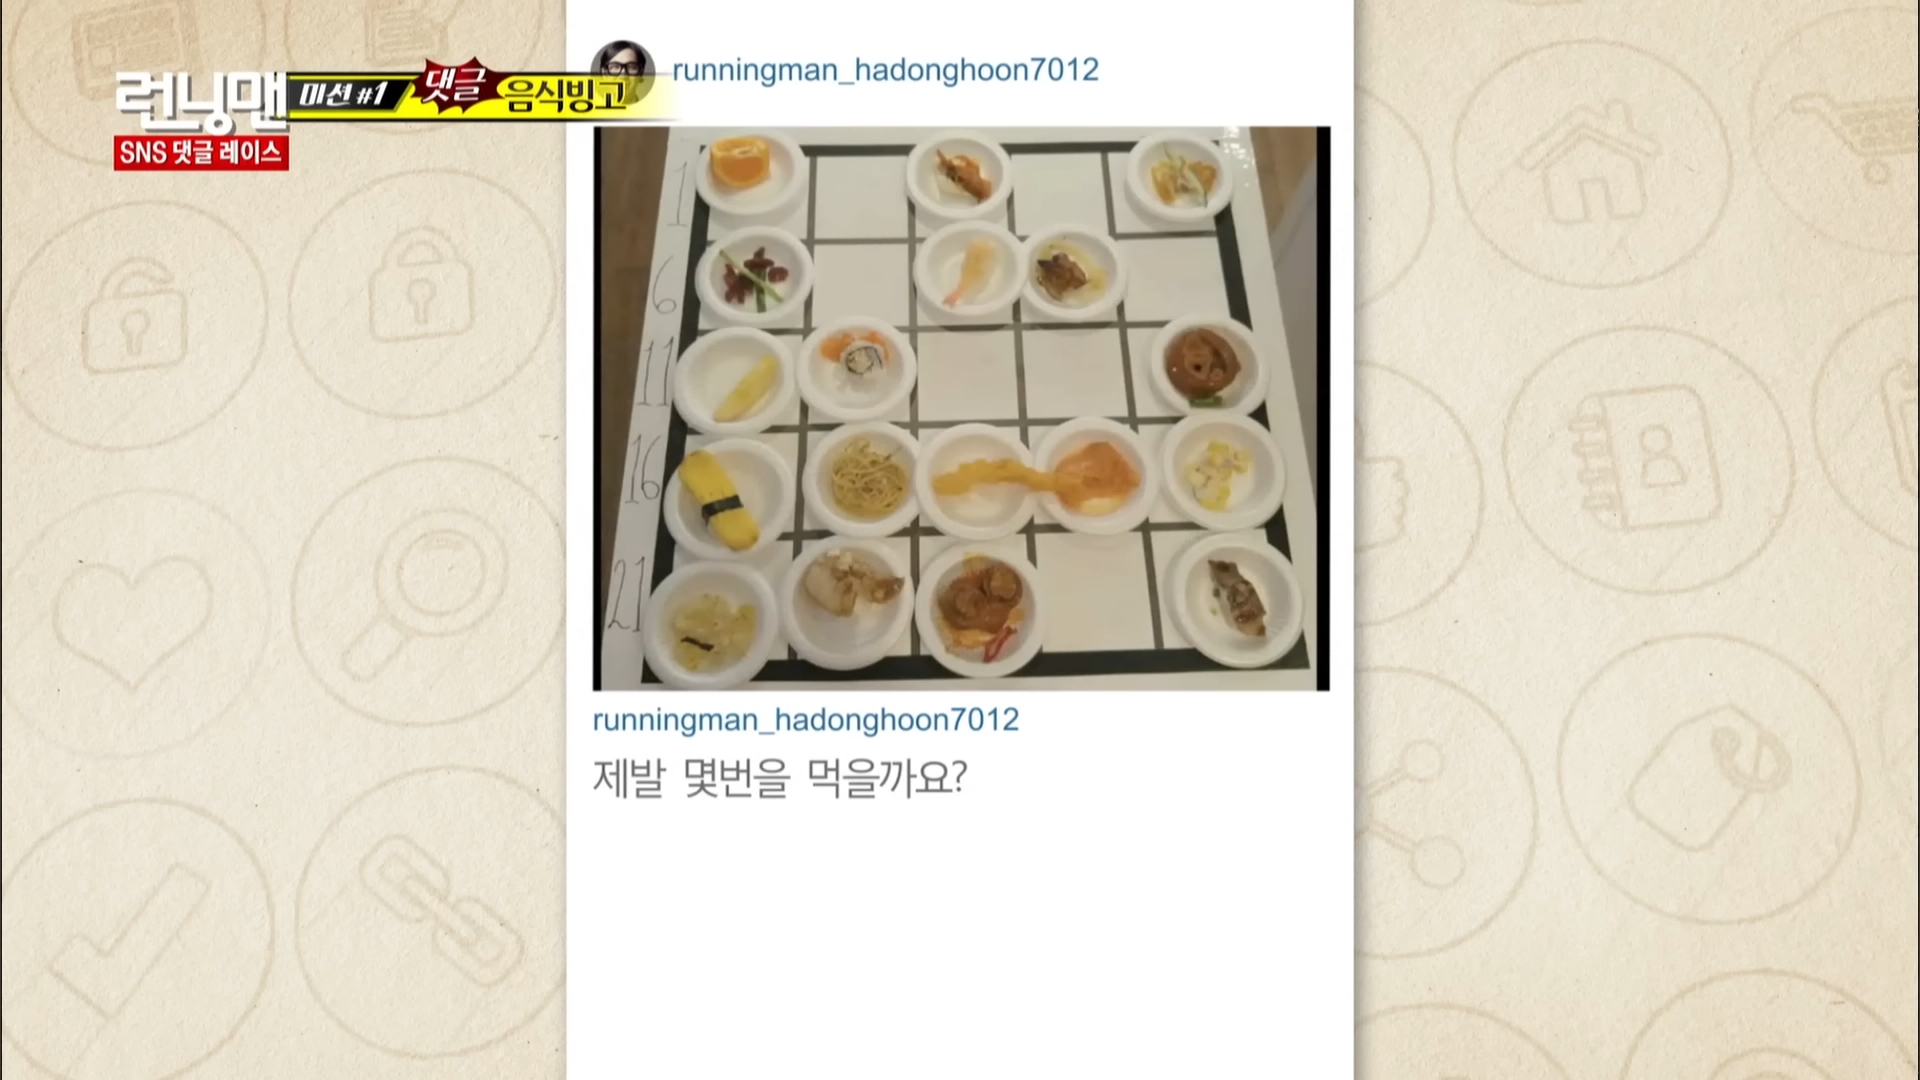 런닝맨
미션 #1 댓글 음식빙고
SNS 댓글 레이스
runningman_hadonghoon7012
1
6
11
16
21
runningman_hadonghoon7012
제발 몇번을 먹을까요?